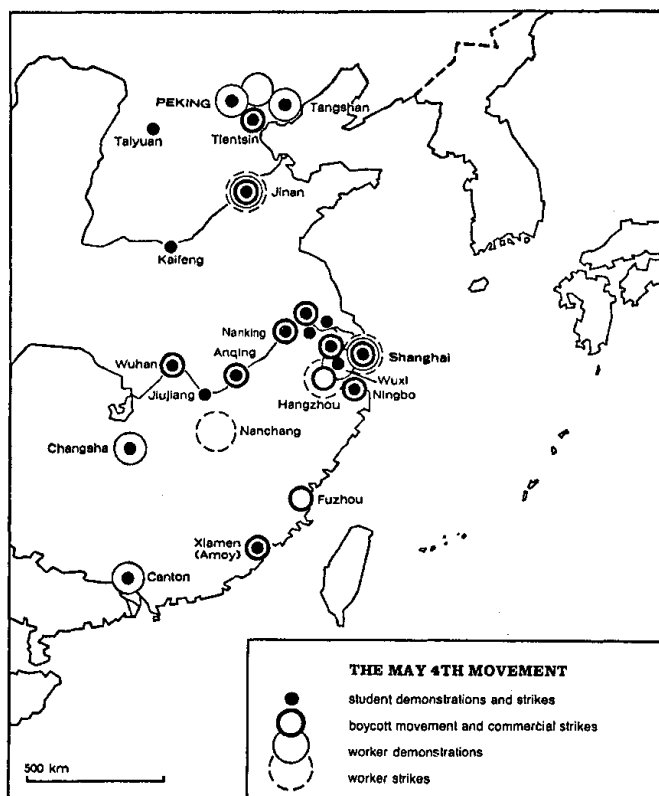 PEKING
Tangshan
Tientsin
Taiyuan
Jinan
Kaifeng
Nanking
Shanghai
Anqing
Wuhan
Wuxi
Jiujiang
Hangzhou
Ningbo
Nanchang
Changsha
Fuzhou
Xiamen
(Amoy)
Canton
THE MAY 4TH MOVEMENT
student demonstrations and strikes
boycott movement and commercial strikes
worker demonstrations
worker strikes
500 km